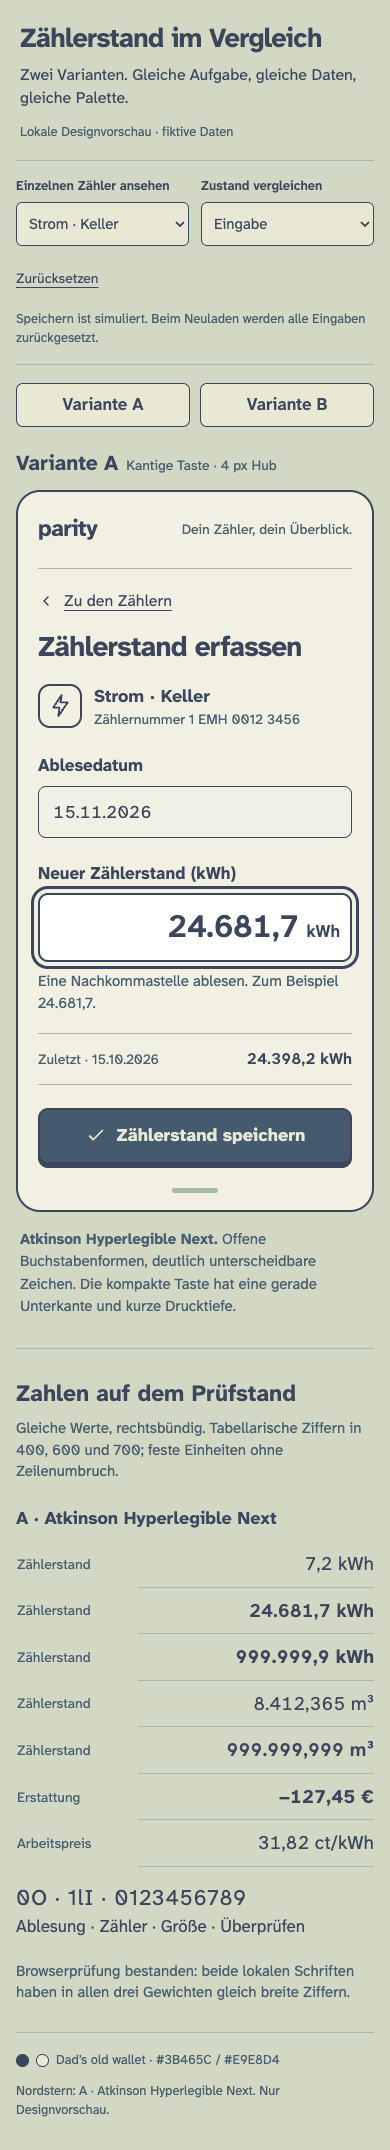 Zählerstand im Vergleich
Zwei Varianten. Gleiche Aufgabe, gleiche Daten,
gleiche Palette.
Lokale Designvorschau · fiktive Daten
Einzelnen Zähler ansehen
Zustand vergleichen
Strom · Keller
Eingabe
Zurücksetzen
Speichern ist simuliert. Beim Neuladen werden alle Eingaben
zurückgesetzt.
Variante A
Variante B
Variante A Kantige Taste · 4 px Hub
parity
Dein Zähler, dein Überblick.
Zu den Zählern
Zählerstand erfassen
Strom · Keller
Zählernummer 1 EMH 0012 3456
Ablesedatum
15.11.2026
Neuer Zählerstand (kWh)
24.681,7 kWh
Eine Nachkommastelle ablesen. Zum Beispiel
24.681,7.
Zuletzt · 15.10.2026
24.398,2 kWh
Zählerstand speichern
Atkinson Hyperlegible Next. Offene
Buchstabenformen, deutlich unterscheidbare
Zeichen. Die kompakte Taste hat eine gerade
Unterkante und kurze Drucktiefe.
Zahlen auf dem Prüfstand
Gleiche Werte, rechtsbündig. Tabellarische Ziffern in
400, 600 und 700; feste Einheiten ohne
Zeilenumbruch.
A · Atkinson Hyperlegible Next
Zählerstand 7,2 kWh
Zählerstand 24.681,7 kWh
Zählerstand 999.999,9 kWh
Zählerstand 8.412,365 m³
Zählerstand 999.999,999 m³
Erstattung −127,45 €
Arbeitspreis 31,82 ct/kWh
0O · 1lI · 0123456789
Ablesung · Zähler · Größe · Überprüfen
Browserprüfung bestanden: beide lokalen Schriften
haben in allen drei Gewichten gleich breite Ziffern.
Dad's old wallet · #3B465C / #E9E8D4
Nordstern: A · Atkinson Hyperlegible Next. Nur
Designvorschau.